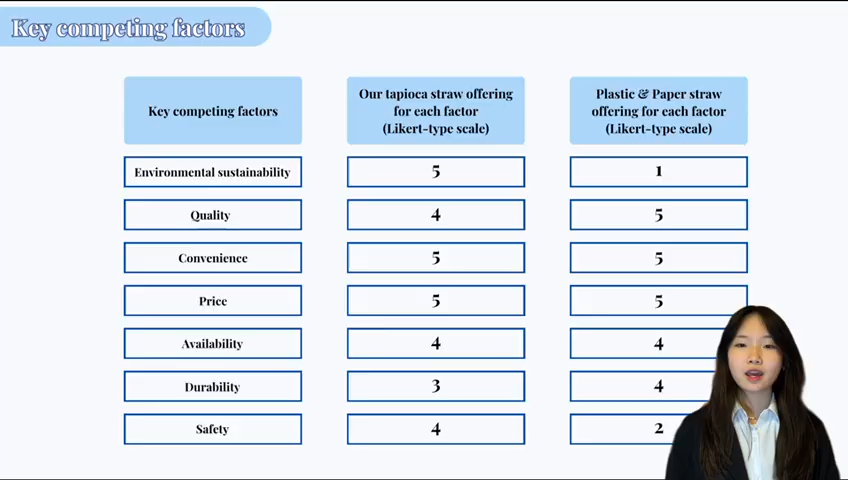 Key competing factors
Key competing factors
Our tapioca straw offering
for each factor
(Likert-type scale)
Plastic & Paper straw
offering for each factor
(Likert-type scale)
Environmental sustainability
5
1
Quality
4
5
Convenience
5
5
Price
5
5
Availability
4
4
Durability
3
4
Safety
4
2